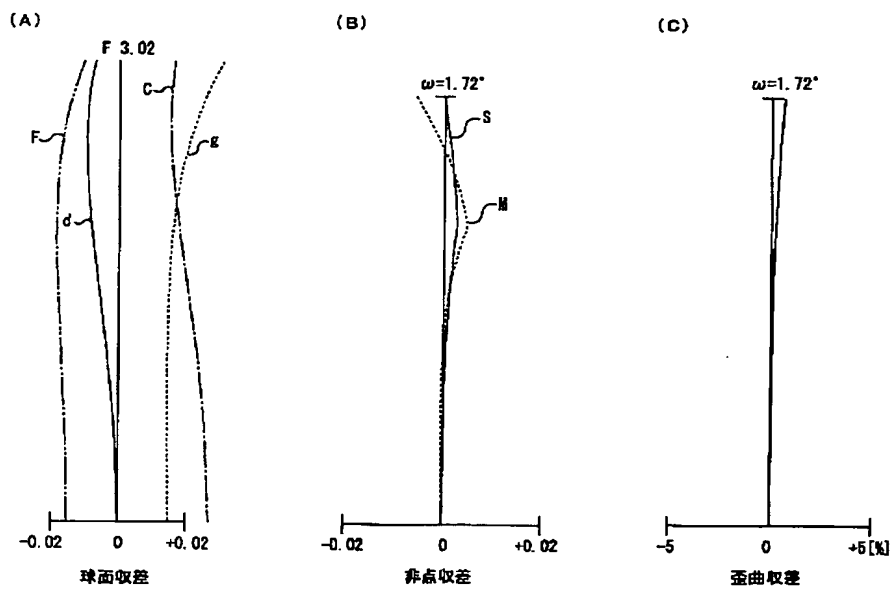 (A) (B) (C)
F 3.02
ω=1.72°
ω=1.72°
F
d
C
g
S
M
-0.02 0 +0.02
-0.02 0 +0.02
-5 0 +5[%]
球面収差
非点収差
歪曲収差